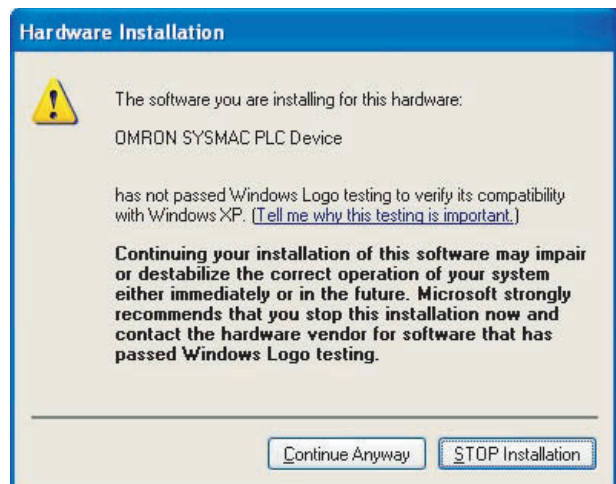 Hardware Installation
The software you are installing for this hardware:
OMRON SYSMAC PLC Device
has not passed Windows Logo testing to verify its compatibility
with Windows XP. (Tell me why this testing is important.)
Continuing your installation of this software may impair
or destabilize the correct operation of your system
either immediately or in the future. Microsoft strongly
recommends that you stop this installation now and
contact the hardware vendor for software that has
passed Windows Logo testing.
Continue Anyway
STOP Installation